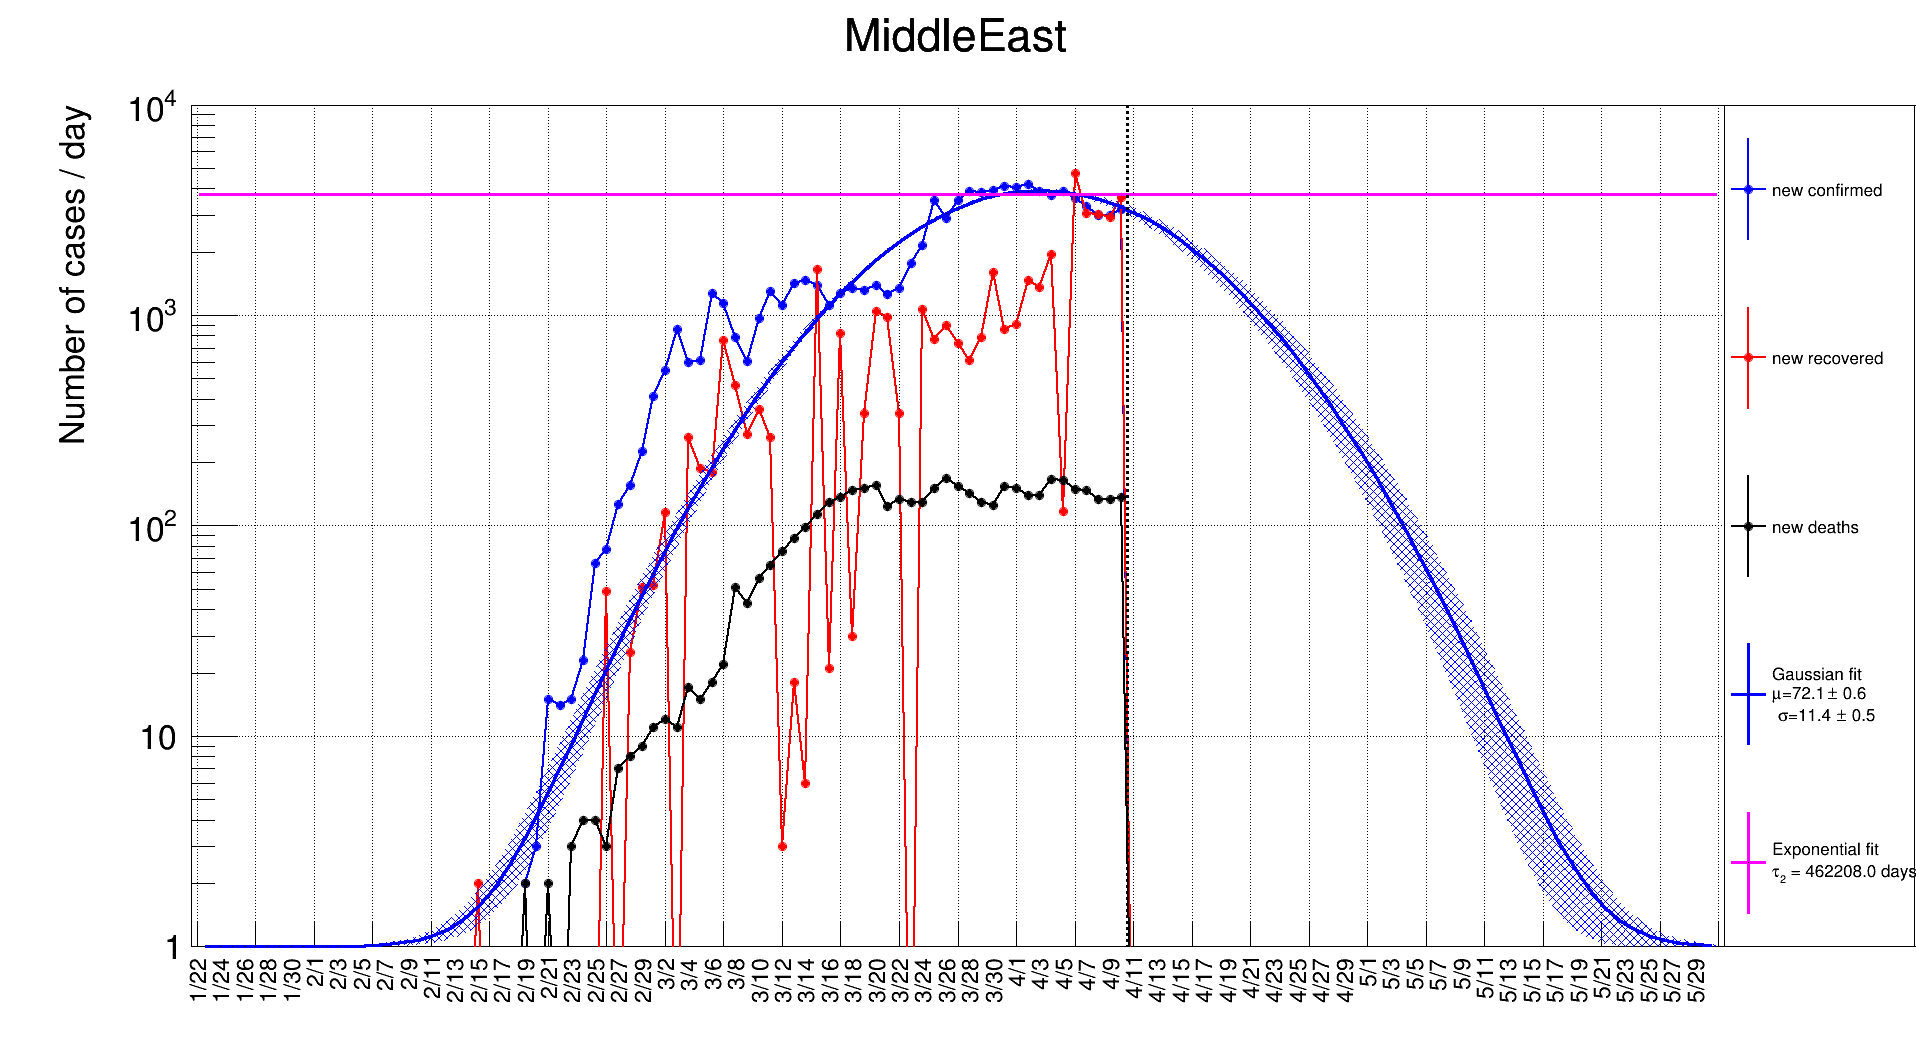 MiddleEast
Number of cases / day
10^4
10^3
10^2
10
1
1/22 1/24 1/26 1/28 1/30 2/1 2/3 2/5 2/7 2/9 2/11 2/13 2/15 2/17 2/19 2/21 2/23 2/25 2/27 2/29 3/2 3/4 3/6 3/8 3/10 3/12 3/14 3/16 3/18 3/20 3/22 3/24 3/26 3/28 3/30 4/1 4/3 4/5 4/7 4/9 4/11 4/13 4/15 4/17 4/19 4/21 4/23 4/25 4/27 4/29 5/1 5/3 5/5 5/7 5/9 5/11 5/13 5/15 5/17 5/19 5/21 5/23 5/25 5/27 5/29
new confirmed
new recovered
new deaths
Gaussian fit
μ=72.1 ± 0.6
σ=11.4 ± 0.5
Exponential fit
τ₂ = 462208.0 days